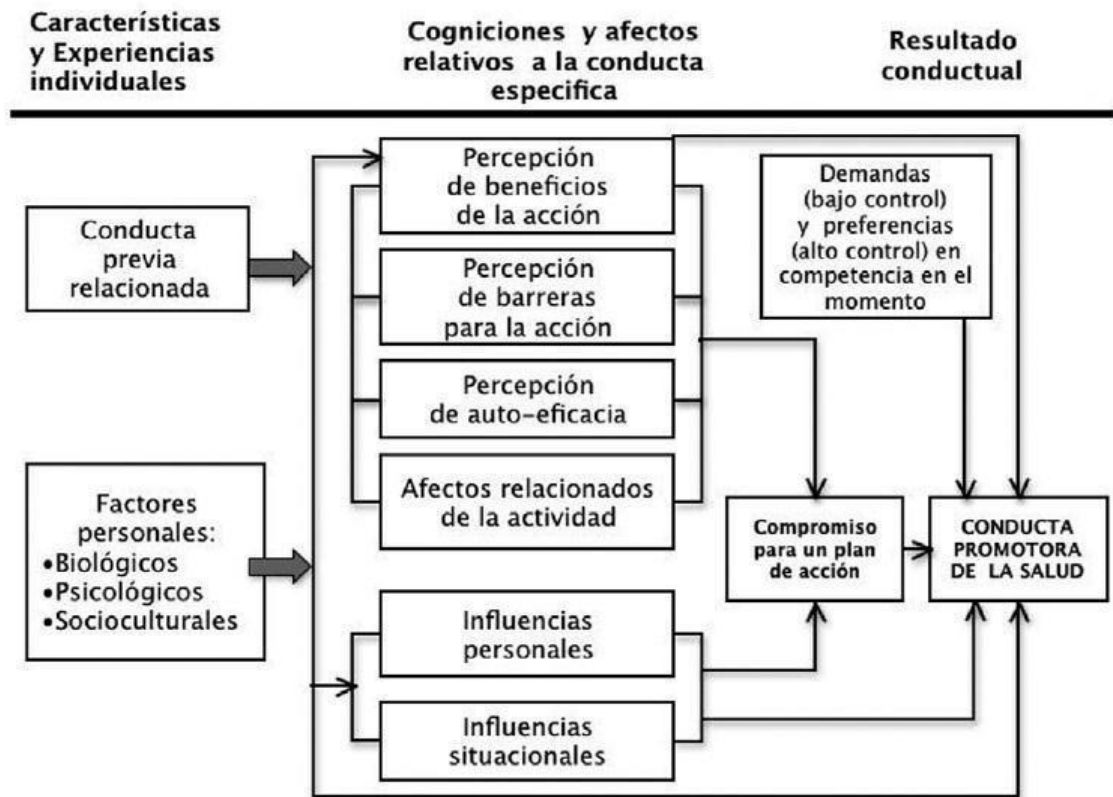 Características
y Experiencias
individuales
Cogniciones y afectos
relativos a la conducta
especifica
Resultado
conductual
Conducta
previa
relacionada
Factores
personales:
•Biológicos
•Psicológicos
•Socioculturales
Percepción
de beneficios
de la acción
Percepción
de barreras
para la acción
Percepción
de auto-eficacia
Afectos relacionados
de la actividad
Influencias
personales
Influencias
situacionales
Demandas
(bajo control)
y preferencias
(alto control) en
competencia en el
momento
Compromiso
para un plan
de acción
CONDUCTA
PROMOTORA
DE LA SALUD